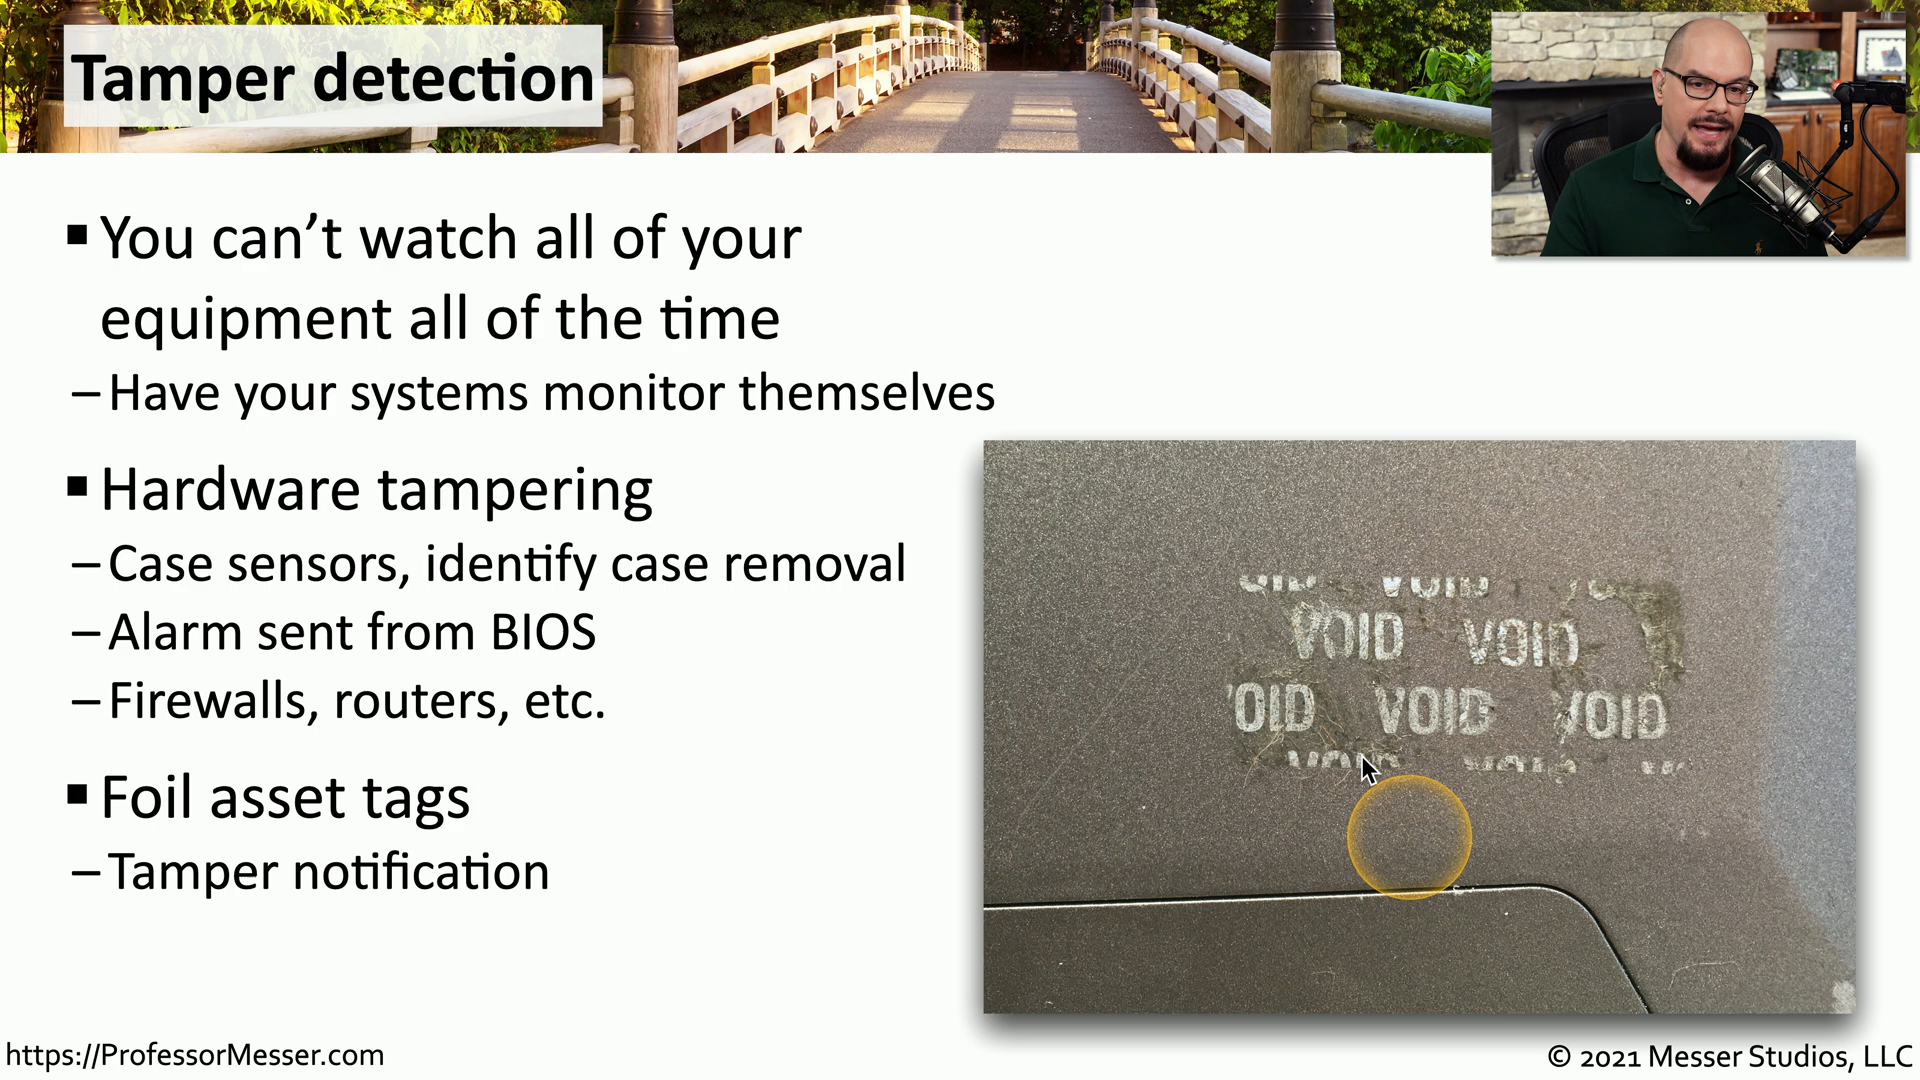 Tamper detection
▪ You can't watch all of your
equipment all of the time
– Have your systems monitor themselves
▪ Hardware tampering
– Case sensors, identify case removal
– Alarm sent from BIOS
– Firewalls, routers, etc.
▪ Foil asset tags
– Tamper notification
OID VOID
VOID VOID
OID VOID VOID
https://ProfessorMesser.com
© 2021 Messer Studios, LLC